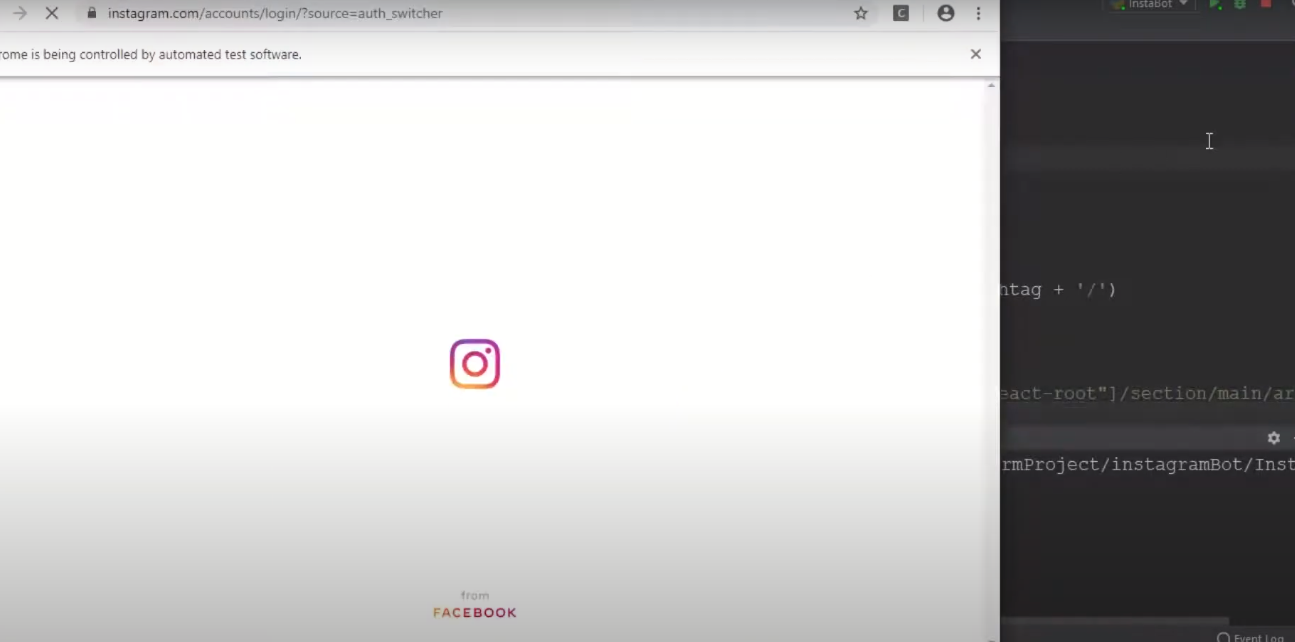 instagram.com/accounts/login/?source=auth_switcher
C
InstaBot
rome is being controlled by automated test software.
htag + '/')
eact-root"]/section/main/ar
rmProject/instagramBot/Inst
from
FACEBOOK
Event Log